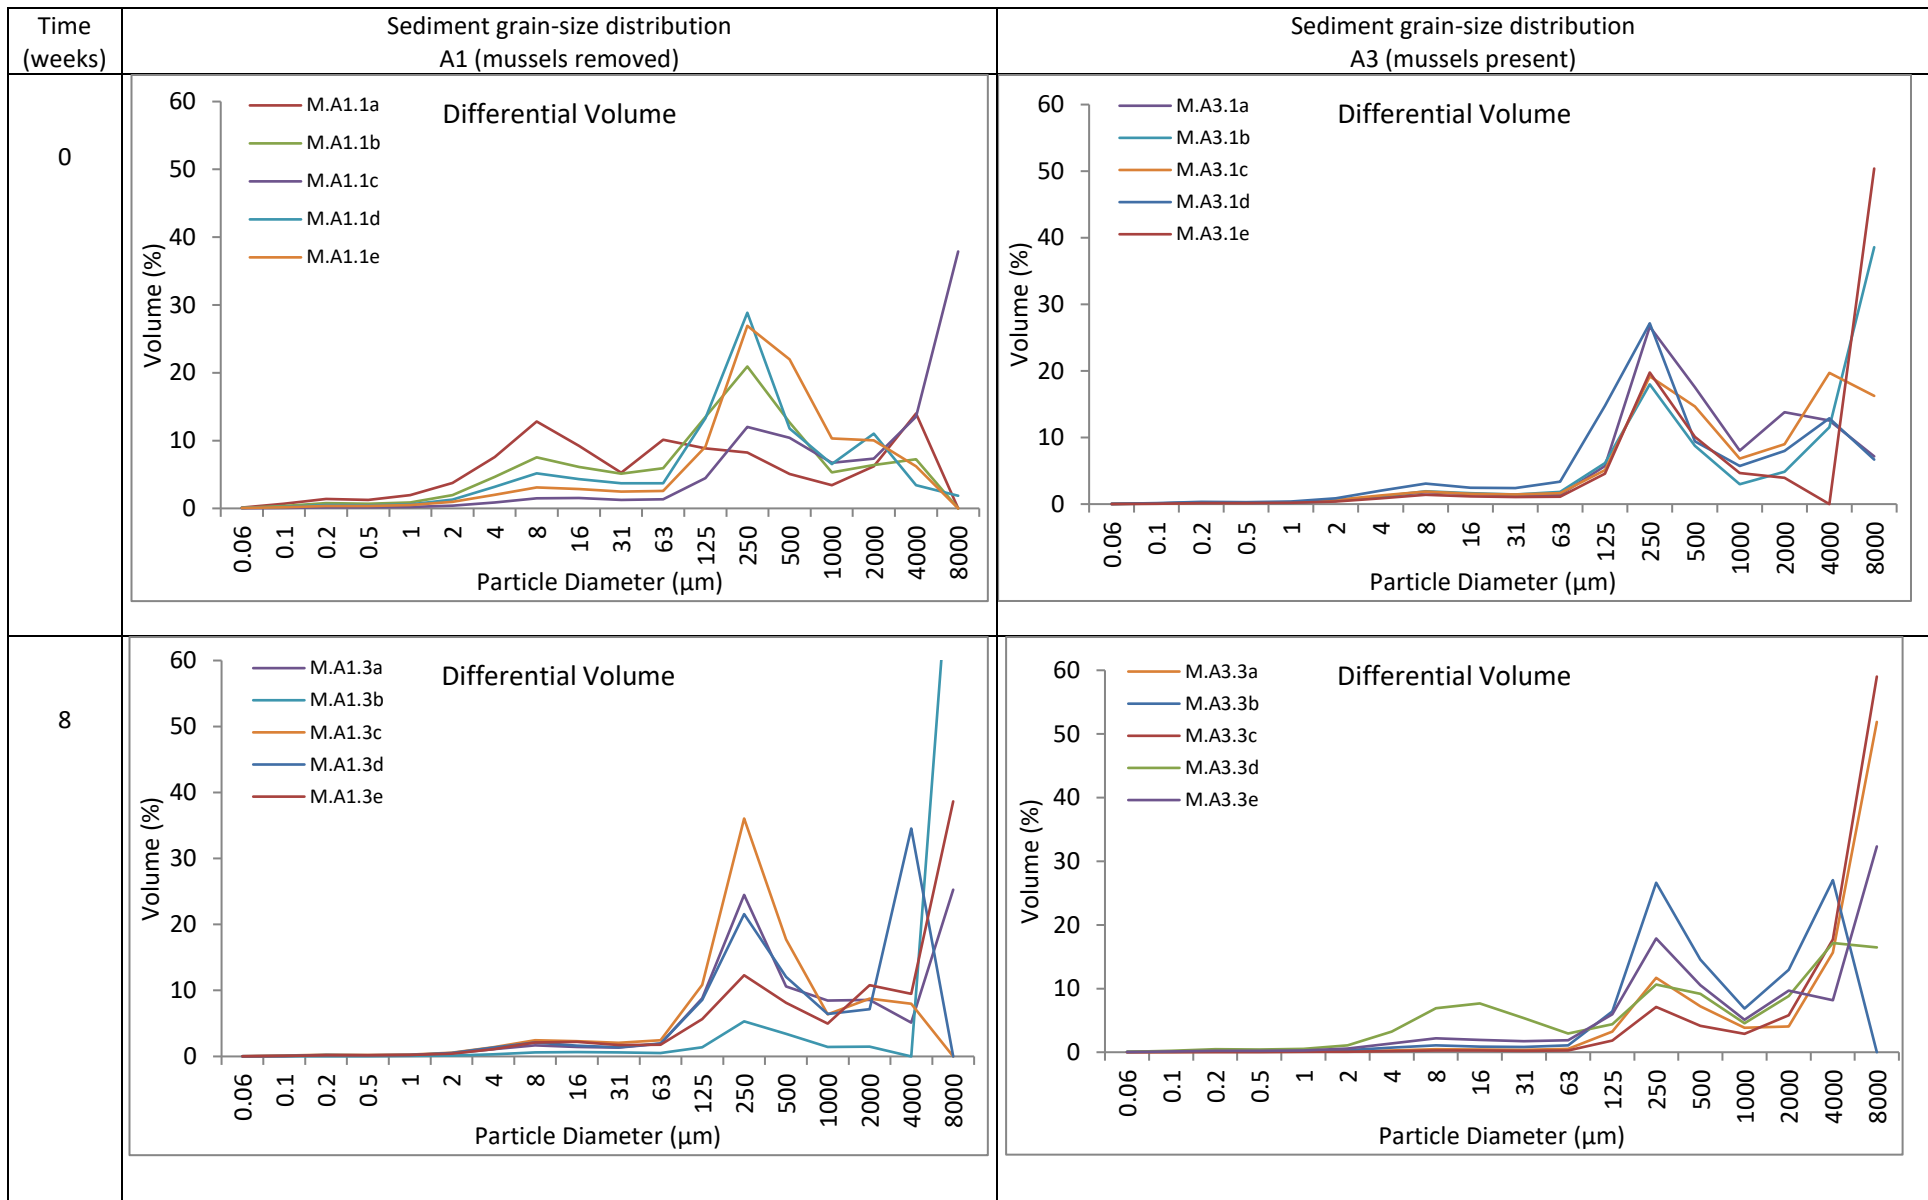 Time
(weeks)
Sediment grain-size distribution
A1 (mussels removed)
Sediment grain-size distribution
A3 (mussels present)
0
Differential Volume
M.A1.1a
M.A1.1b
M.A1.1c
M.A1.1d
M.A1.1e
Volume (%)
60
50
40
30
20
10
0
0.06 0.1 0.2 0.5 1 2 4 8 16 31 63 125 250 500 1000 2000 4000 8000
Particle Diameter (µm)
Differential Volume
M.A3.1a
M.A3.1b
M.A3.1c
M.A3.1d
M.A3.1e
Volume (%)
60
50
40
30
20
10
0
0.06 0.1 0.2 0.5 1 2 4 8 16 31 63 125 250 500 1000 2000 4000 8000
Particle Diameter (µm)
8
Differential Volume
M.A1.3a
M.A1.3b
M.A1.3c
M.A1.3d
M.A1.3e
Volume (%)
60
50
40
30
20
10
0
0.06 0.1 0.2 0.5 1 2 4 8 16 31 63 125 250 500 1000 2000 4000 8000
Particle Diameter (µm)
Differential Volume
M.A3.3a
M.A3.3b
M.A3.3c
M.A3.3d
M.A3.3e
Volume (%)
60
50
40
30
20
10
0
0.06 0.1 0.2 0.5 1 2 4 8 16 31 63 125 250 500 1000 2000 4000 8000
Particle Diameter (µm)